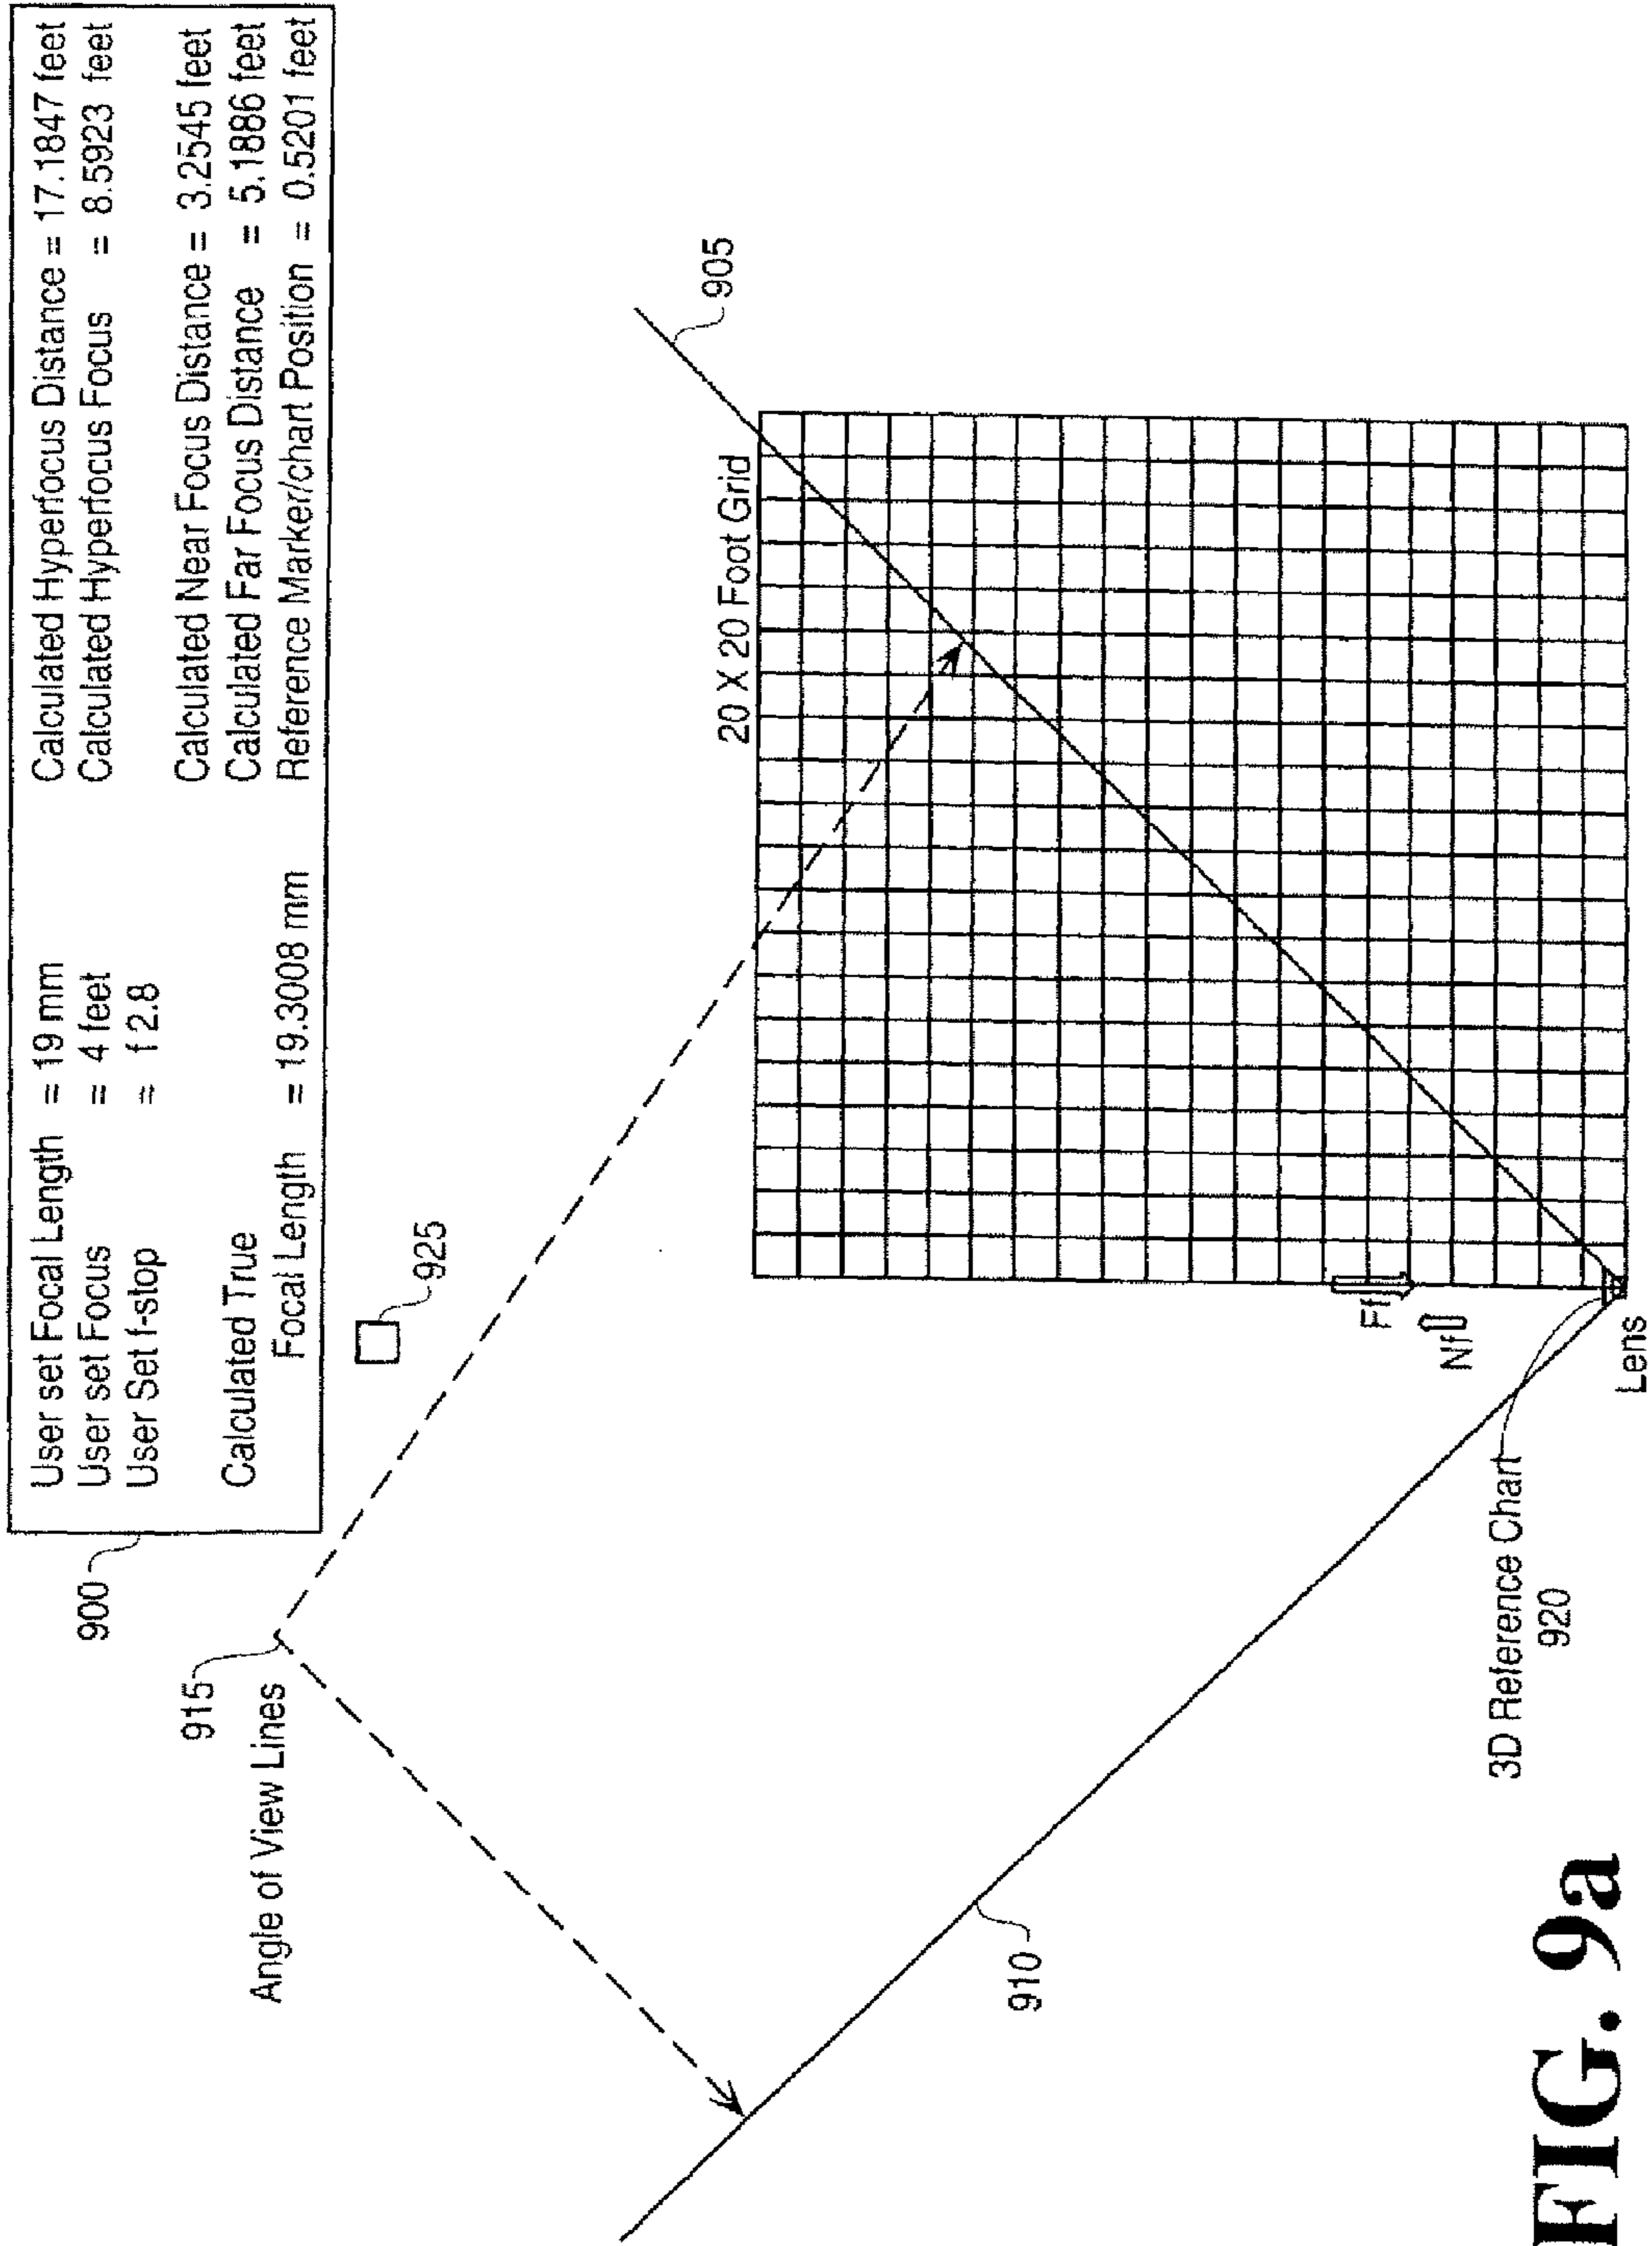 User set Focal Length = 19 mm
User set Focus = 4 feet
User Set f-stop = f 2.8
Calculated True
Focal Length = 19.3008 mm
Calculated Hyperfocus Distance = 17.1847 feet
Calculated Hyperfocus Focus = 8.5923 feet
Calculated Near Focus Distance = 3.2545 feet
Calculated Far Focus Distance = 5.1886 feet
Reference Marker/chart Position = 0.5201 feet
900
915
Angle of View Lines
925
905
20 X 20 Foot Grid
910
Ff
Nf
3D Reference Chart
920
Lens
FIG. 9a